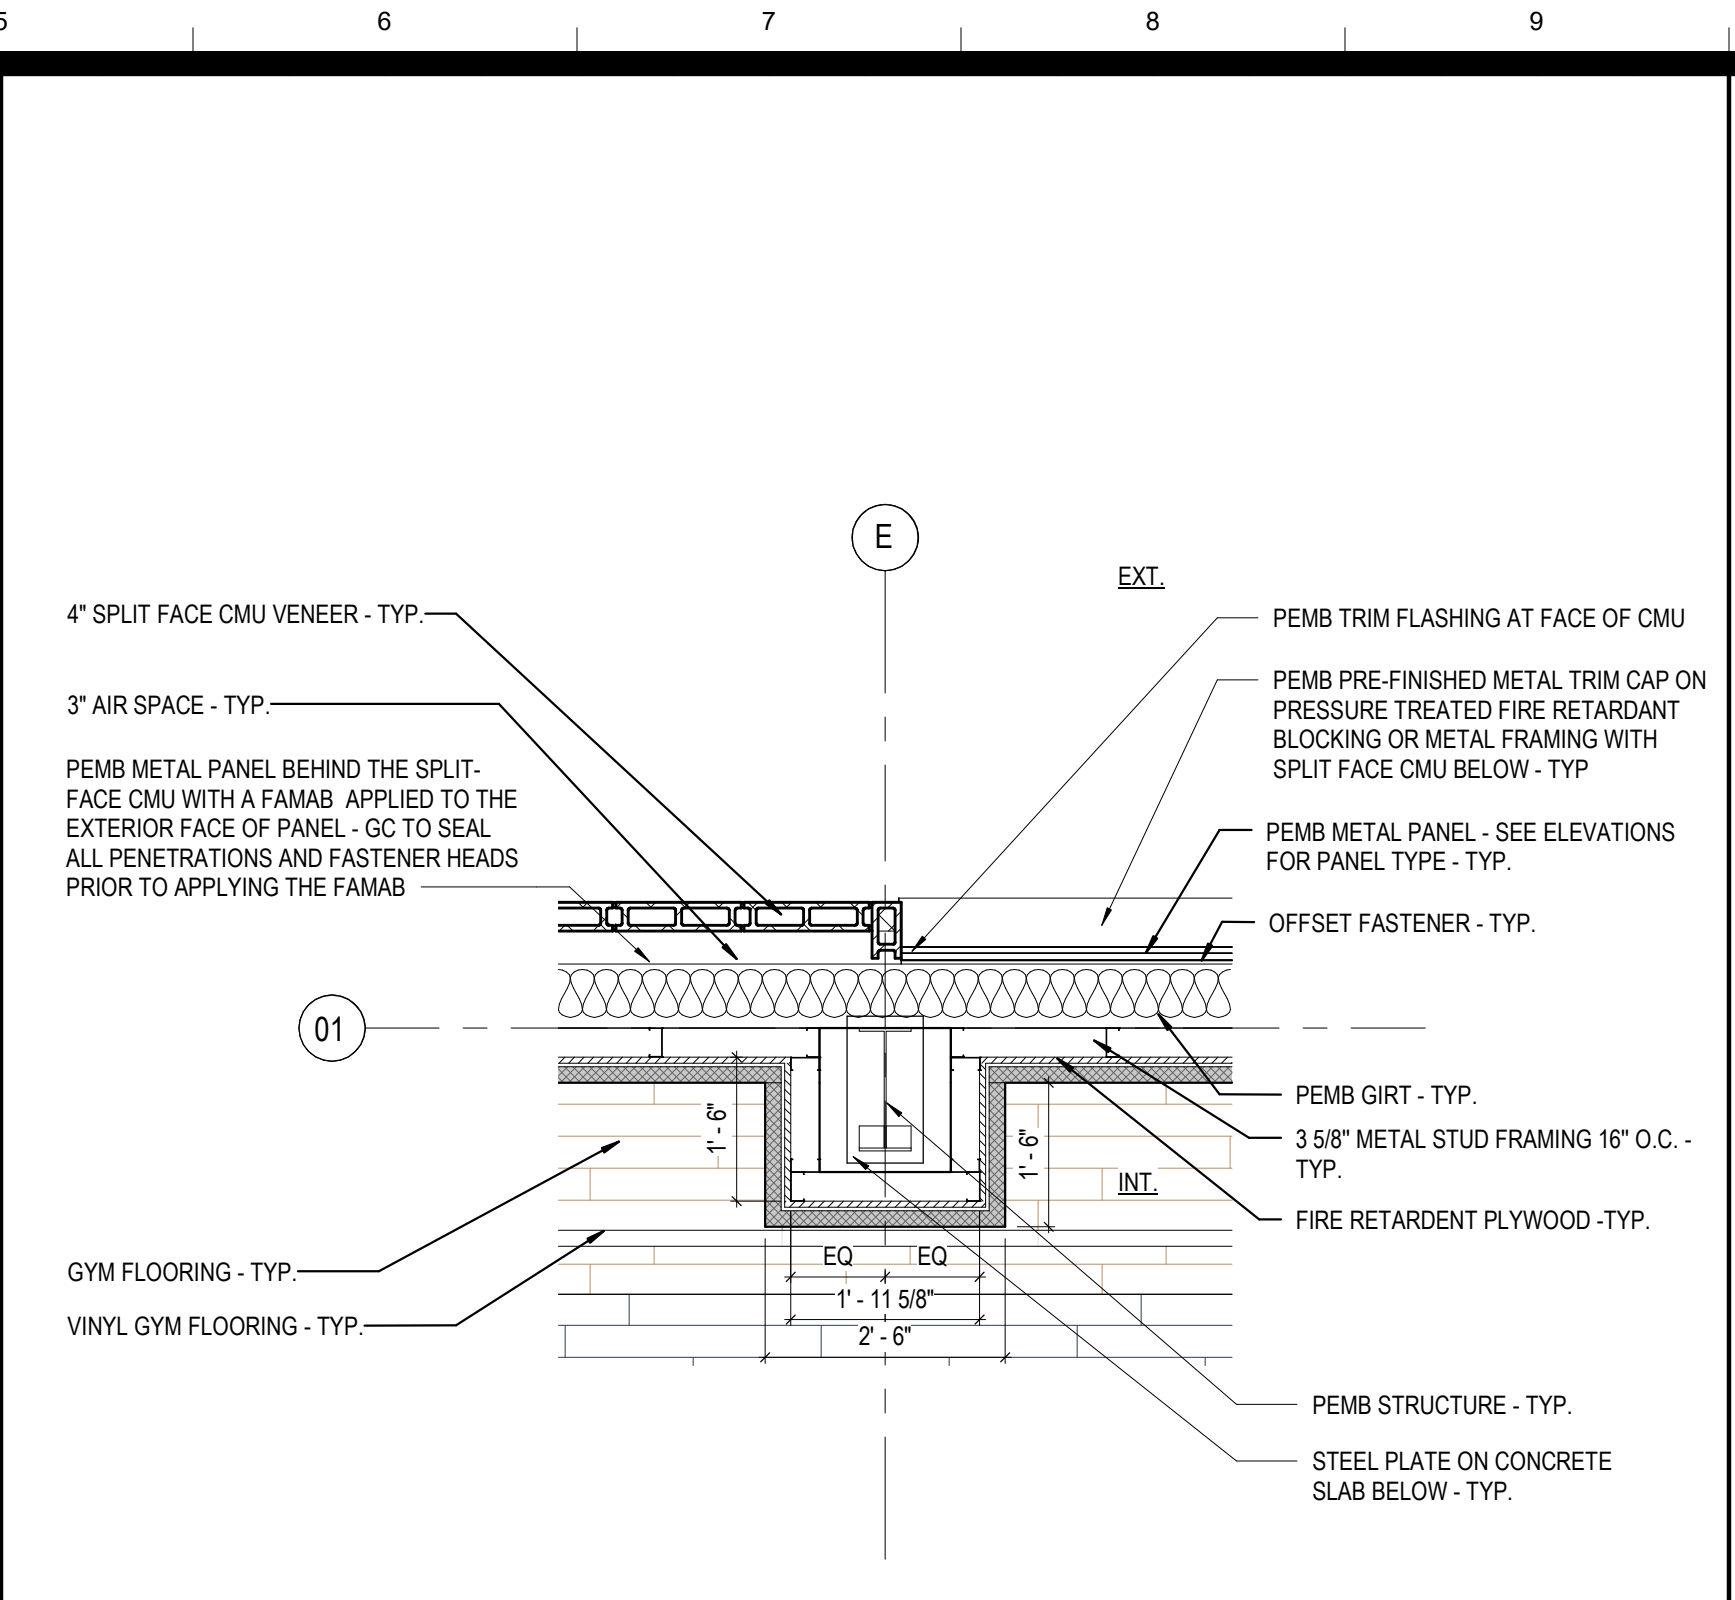 5 6 7 8 9
E
EXT.
4" SPLIT FACE CMU VENEER - TYP.
3" AIR SPACE - TYP.
PEMB METAL PANEL BEHIND THE SPLIT-
FACE CMU WITH A FAMAB APPLIED TO THE
EXTERIOR FACE OF PANEL - GC TO SEAL
ALL PENETRATIONS AND FASTENER HEADS
PRIOR TO APPLYING THE FAMAB
PEMB TRIM FLASHING AT FACE OF CMU
PEMB PRE-FINISHED METAL TRIM CAP ON
PRESSURE TREATED FIRE RETARDANT
BLOCKING OR METAL FRAMING WITH
SPLIT FACE CMU BELOW - TYP
PEMB METAL PANEL - SEE ELEVATIONS
FOR PANEL TYPE - TYP.
OFFSET FASTENER - TYP.
01
PEMB GIRT - TYP.
3 5/8" METAL STUD FRAMING 16" O.C. -
TYP.
1' - 6"
1' - 6"
INT.
FIRE RETARDENT PLYWOOD -TYP.
GYM FLOORING - TYP.
VINYL GYM FLOORING - TYP.
EQ EQ
1' - 11 5/8"
2' - 6"
PEMB STRUCTURE - TYP.
STEEL PLATE ON CONCRETE
SLAB BELOW - TYP.